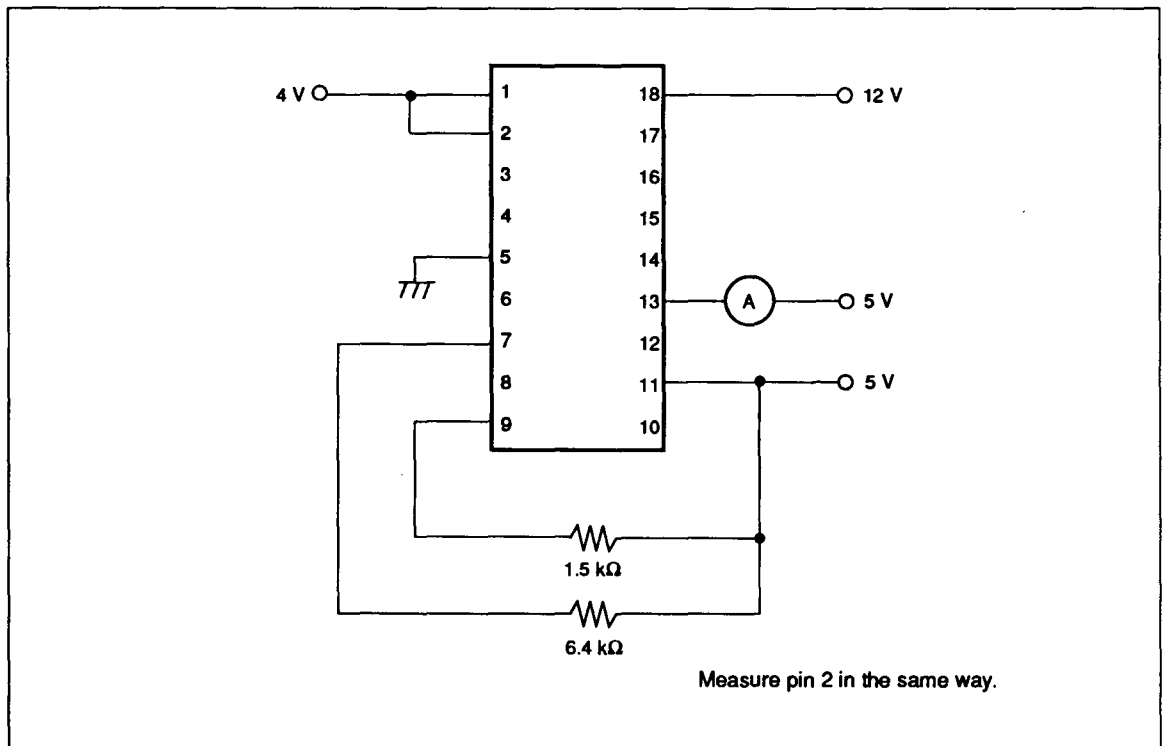 4 V 1 18 12 V
2 17
3 16
4 15
5 14
6 13 A 5 V
7 12
8 11 5 V
9 10
1.5 kΩ
6.4 kΩ
Measure pin 2 in the same way.